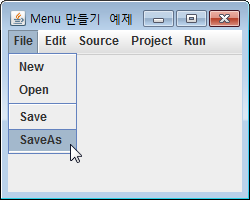 Menu 만들기 예제
File Edit Source Project Run
New
Open
Save
SaveAs